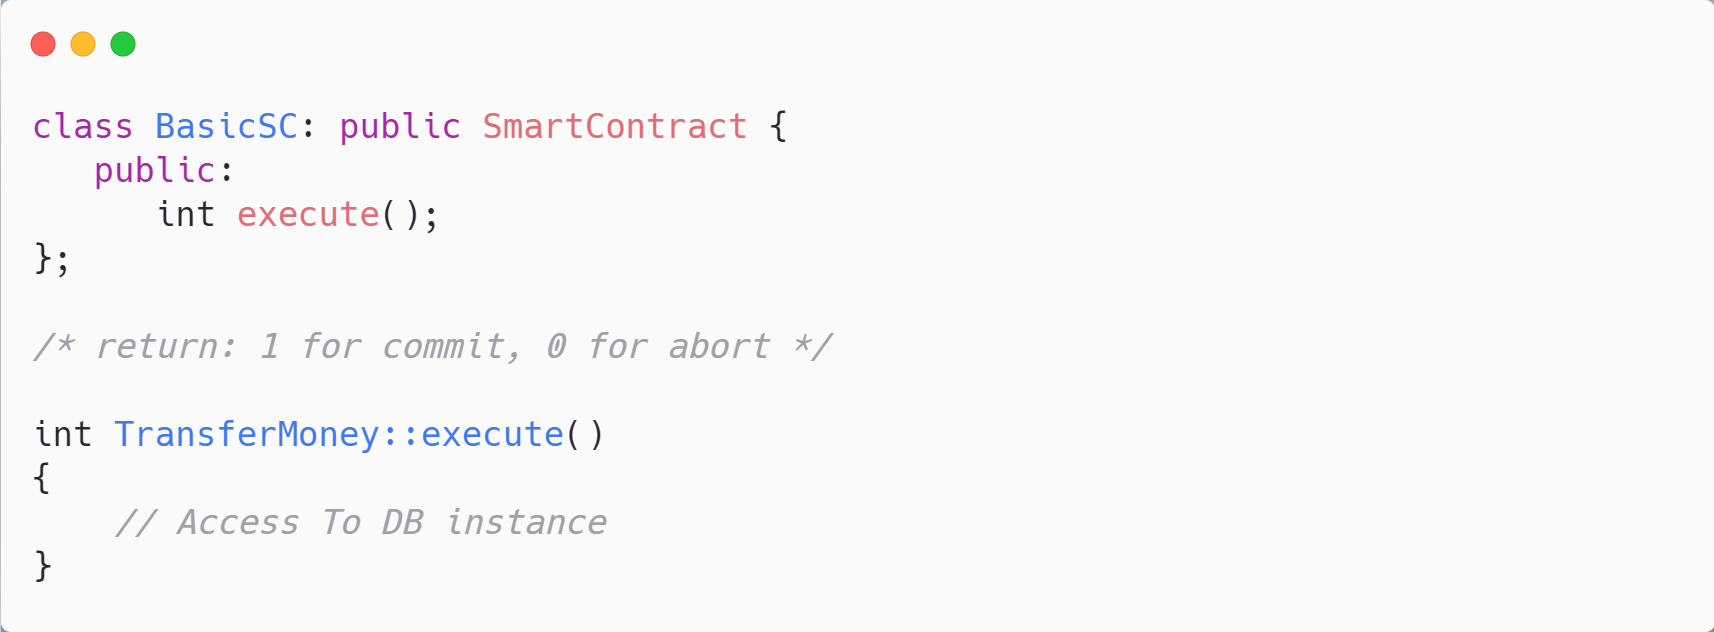 class BasicSC: public SmartContract {
   public:
      int execute();
};
/* return: 1 for commit, 0 for abort */
int TransferMoney::execute()
{
    // Access To DB instance
}